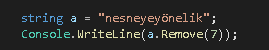 string a = "nesneyeyönelik";
Console.WriteLine(a.Remove(7));